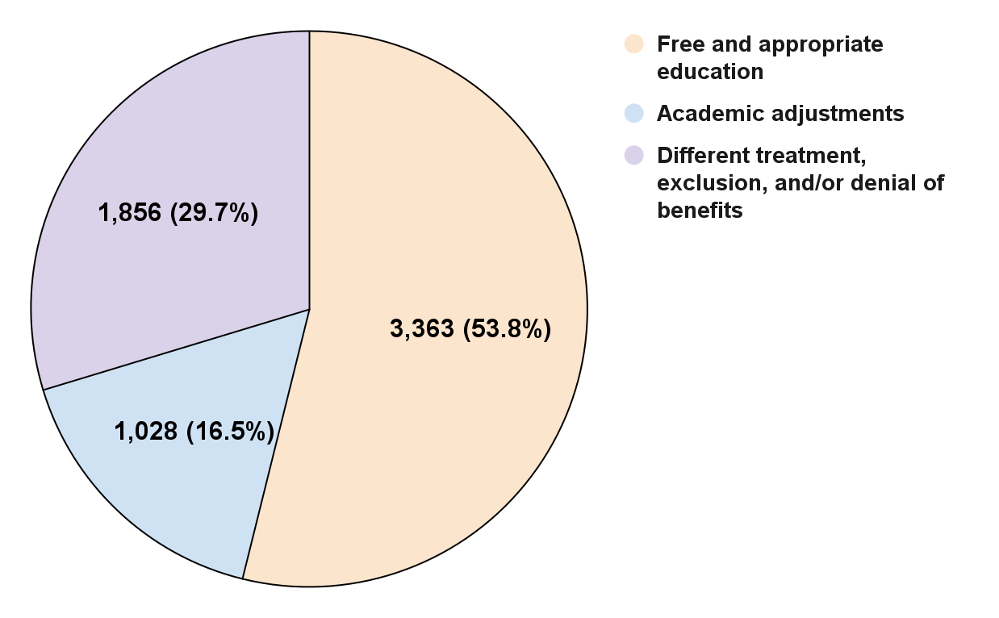 Free and appropriate
education
Academic adjustments
Different treatment,
exclusion, and/or denial of
benefits
1,856 (29.7%)
3,363 (53.8%)
1,028 (16.5%)